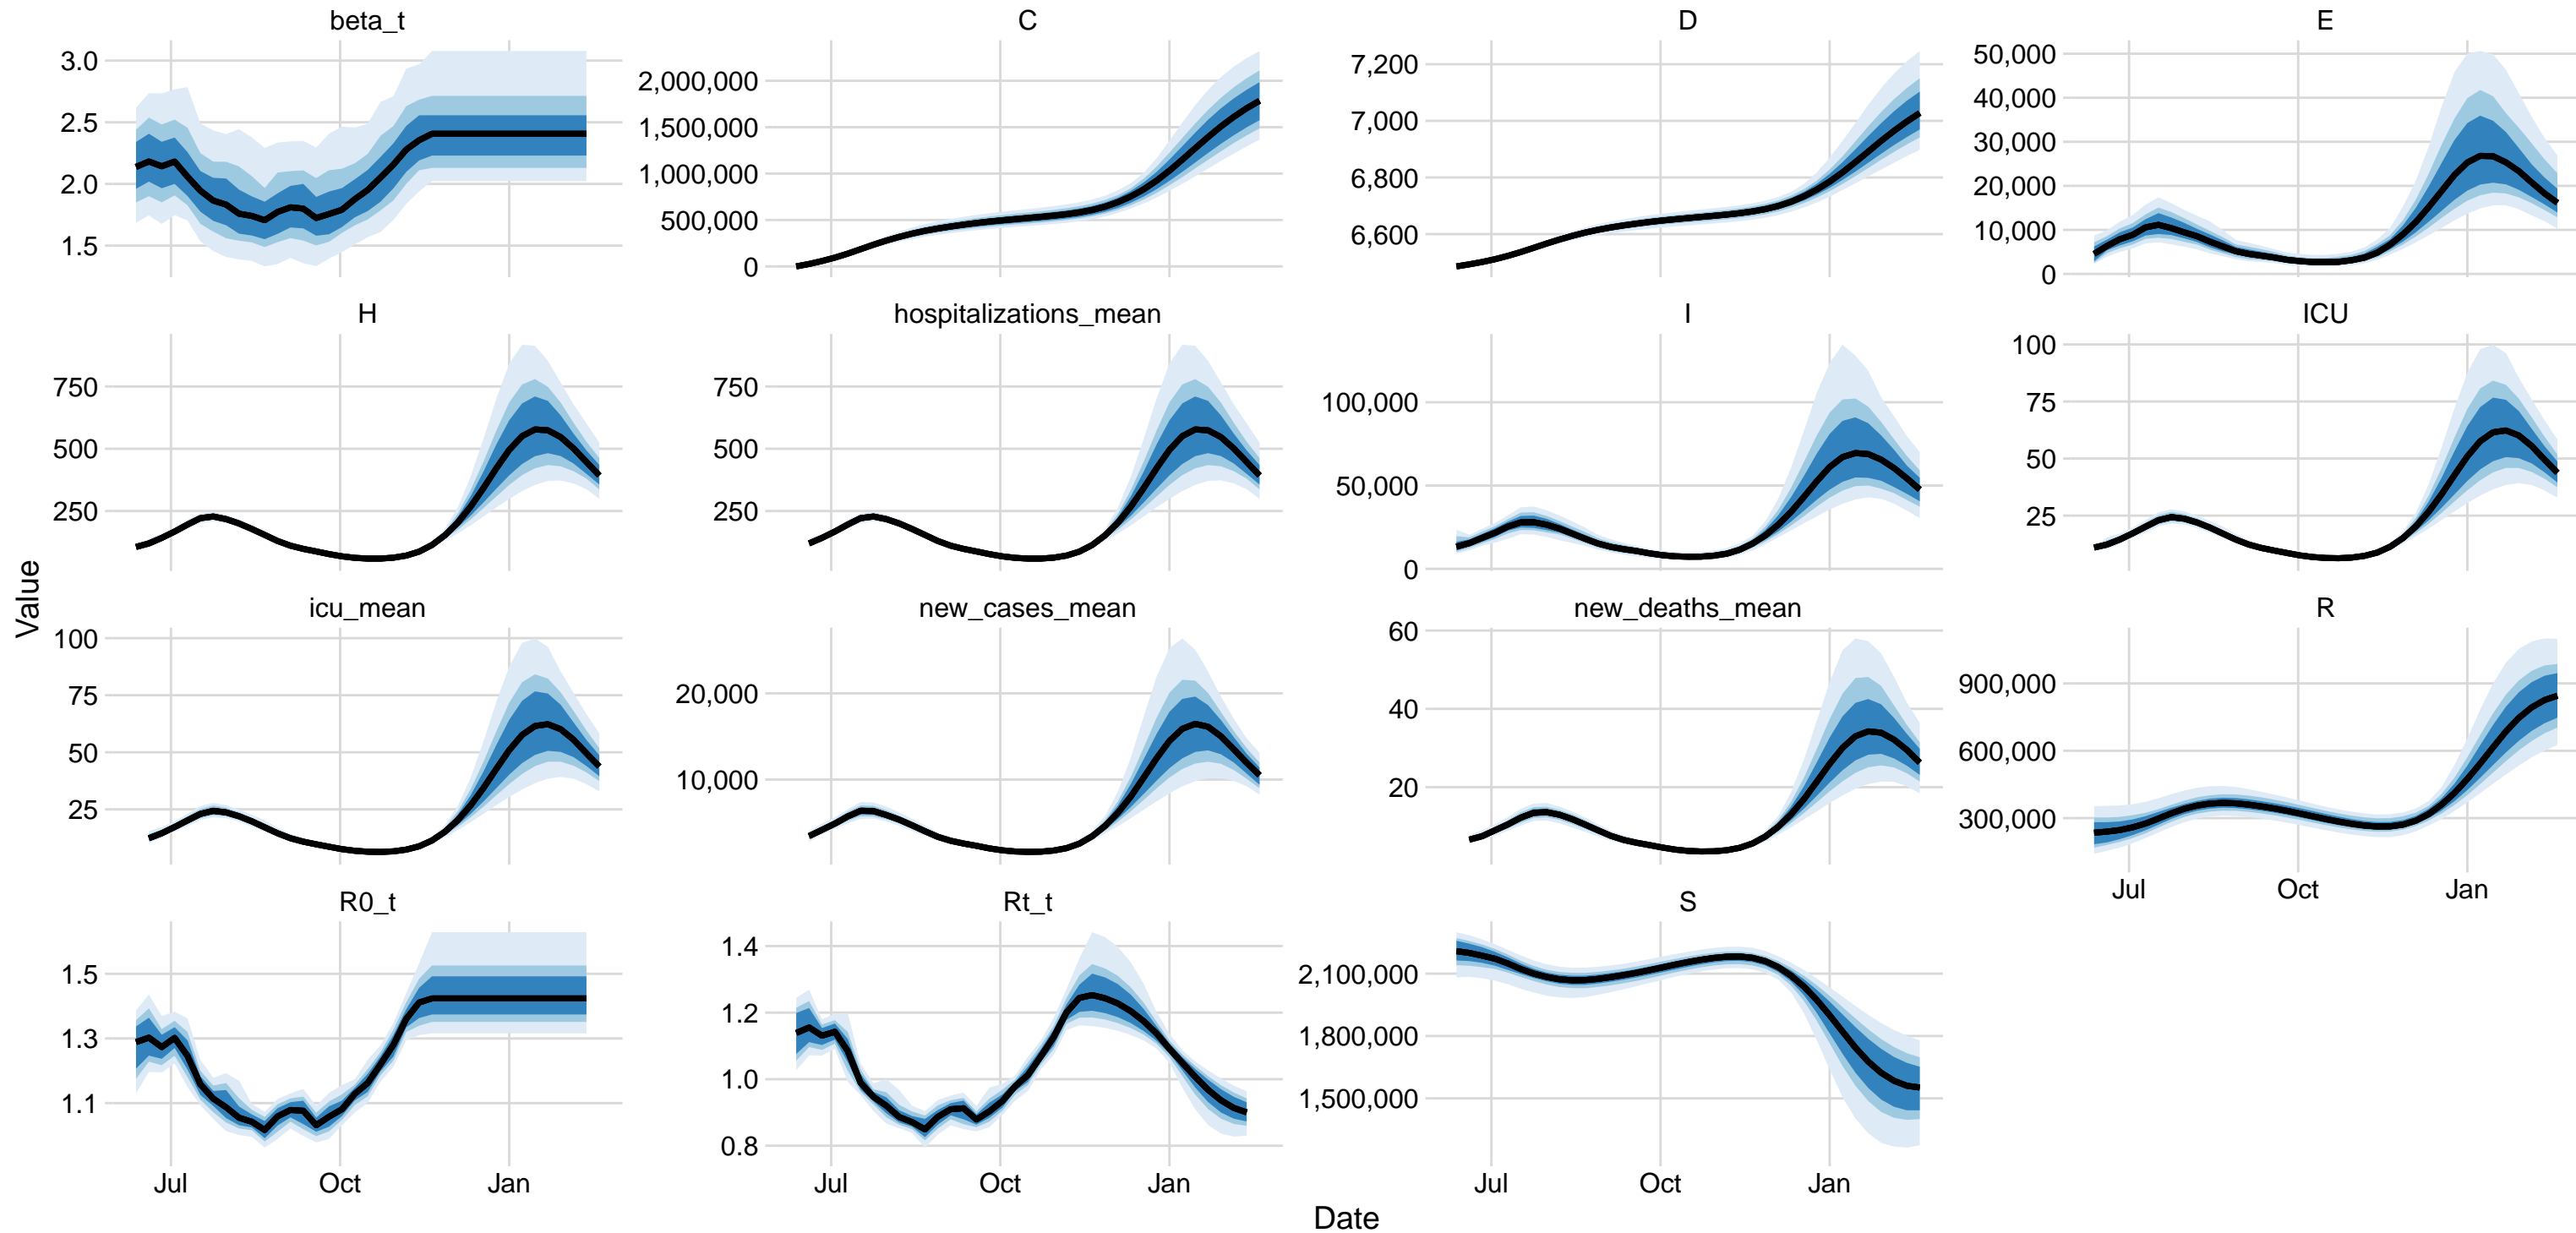 beta_t
C
D
E
3.0
2.5
2.0
1.5
2,000,000
1,500,000
1,000,000
500,000
0
7,200
7,000
6,800
6,600
50,000
40,000
30,000
20,000
10,000
0
H
hospitalizations_mean
I
ICU
750
500
250
750
500
250
100,000
50,000
0
100
75
50
25
Value
icu_mean
new_cases_mean
new_deaths_mean
R
100
75
50
25
20,000
10,000
60
40
20
900,000
600,000
300,000
Jul Oct Jan
R0_t
Rt_t
S
1.5
1.3
1.1
1.4
1.2
1.0
0.8
2,100,000
1,800,000
1,500,000
Jul Oct Jan
Jul Oct Jan
Jul Oct Jan
Date